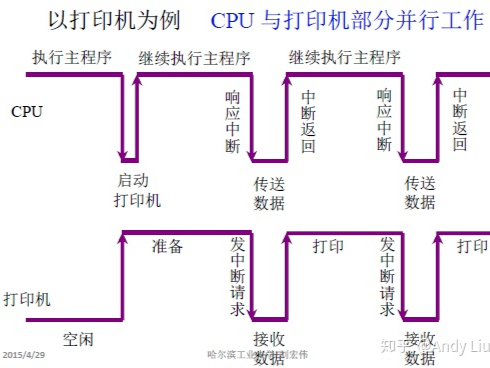 以打印机为例 CPU 与打印机部分并行工作
执行主程序 继续执行主程序 继续执行主程序
CPU
响应中断
中断返回
响应中断
中断返回
启动
打印机
传送
数据
传送
数据
打印机
准备
发中断请求
打印
发中断请求
打印
空闲
接收
数据
接收
数据
2015/4/29
哈尔滨工业 刘宏伟
知乎 @Andy Liu